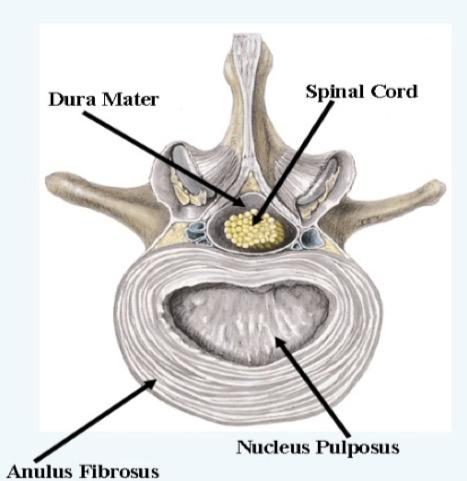 Spinal Cord
Dura Mater
Nucleus Pulposus
Anulus Fibrosus